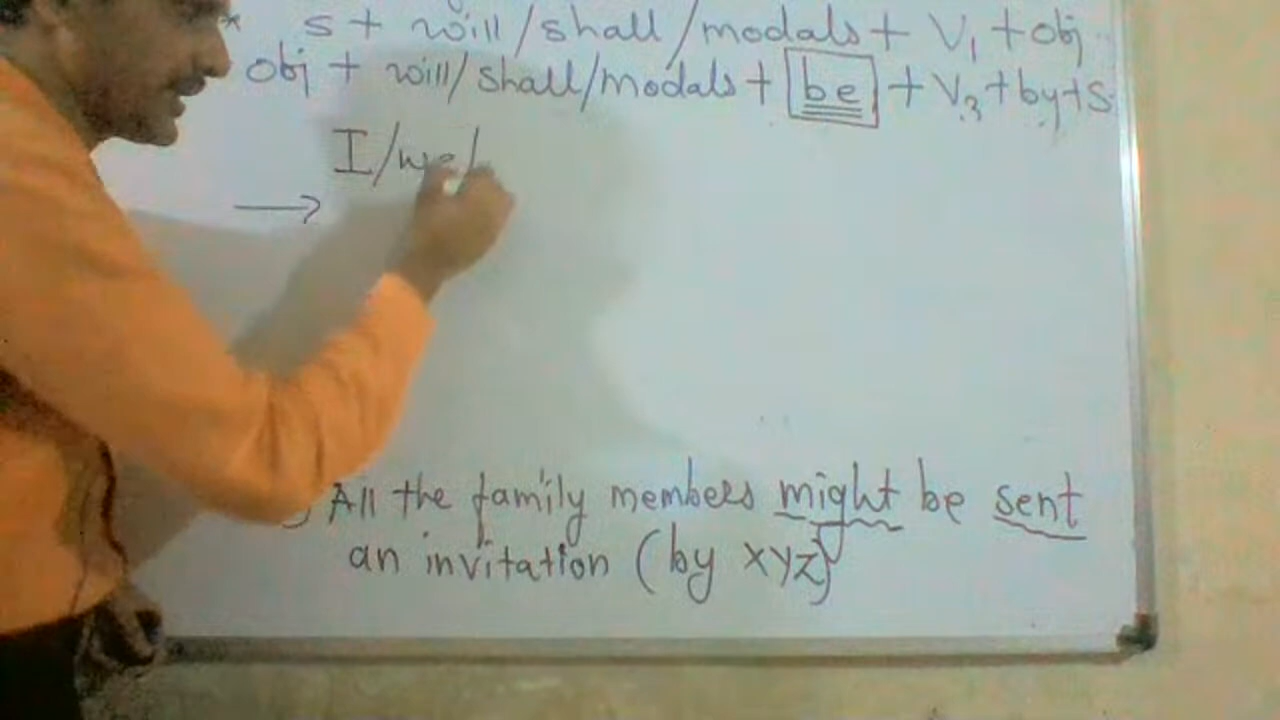 * s + will/shall/modals + V1 + obj
obj + will/shall/modals + be + V3 + by + s
I/we/
→
All the family members might be sent
an invitation (by xyz)